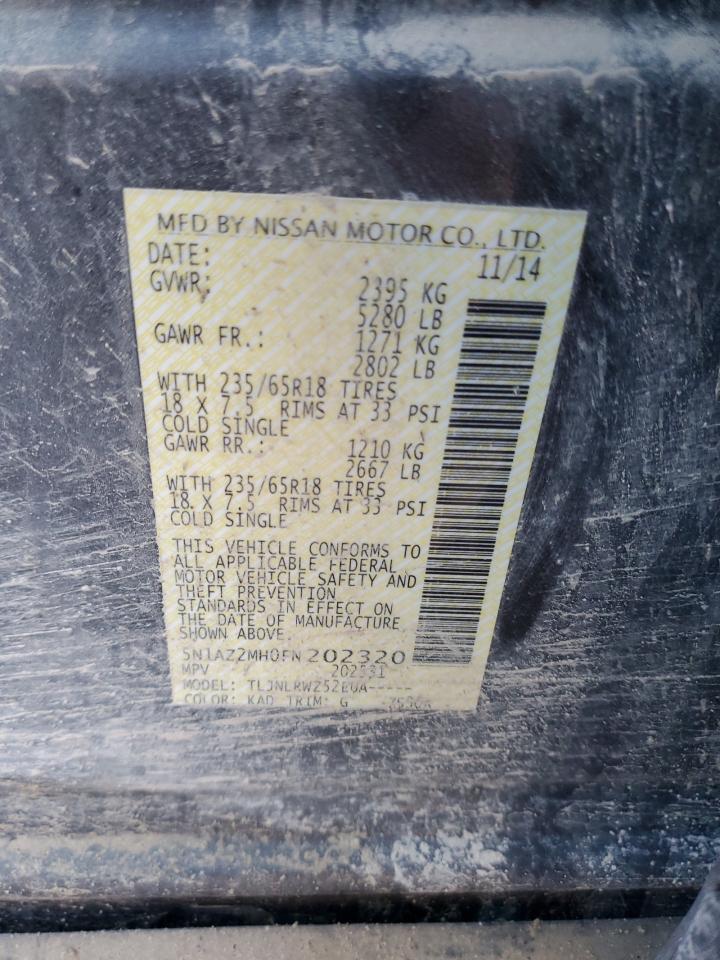 MFD BY NISSAN MOTOR CO., LTD.
DATE: 11/14
GVWR: 2395 KG
5280 LB
GAWR FR.: 1271 KG
2802 LB
WITH 235/65R18 TIRES
18 X 7.5 RIMS AT 33 PSI
COLD SINGLE
GAWR RR.: 1210 KG
2667 LB
WITH 235/65R18 TIRES
18 X 7.5 RIMS AT 33 PSI
COLD SINGLE
THIS VEHICLE CONFORMS TO
ALL APPLICABLE FEDERAL
MOTOR VEHICLE SAFETY AND
THEFT PREVENTION
STANDARDS IN EFFECT ON
THE DATE OF MANUFACTURE
SHOWN ABOVE.
5N1AZ2MH0FN202320
MPV 202331
MODEL: TLJNLRWZ52EUA-----
COLOR: KAD TRIM: G